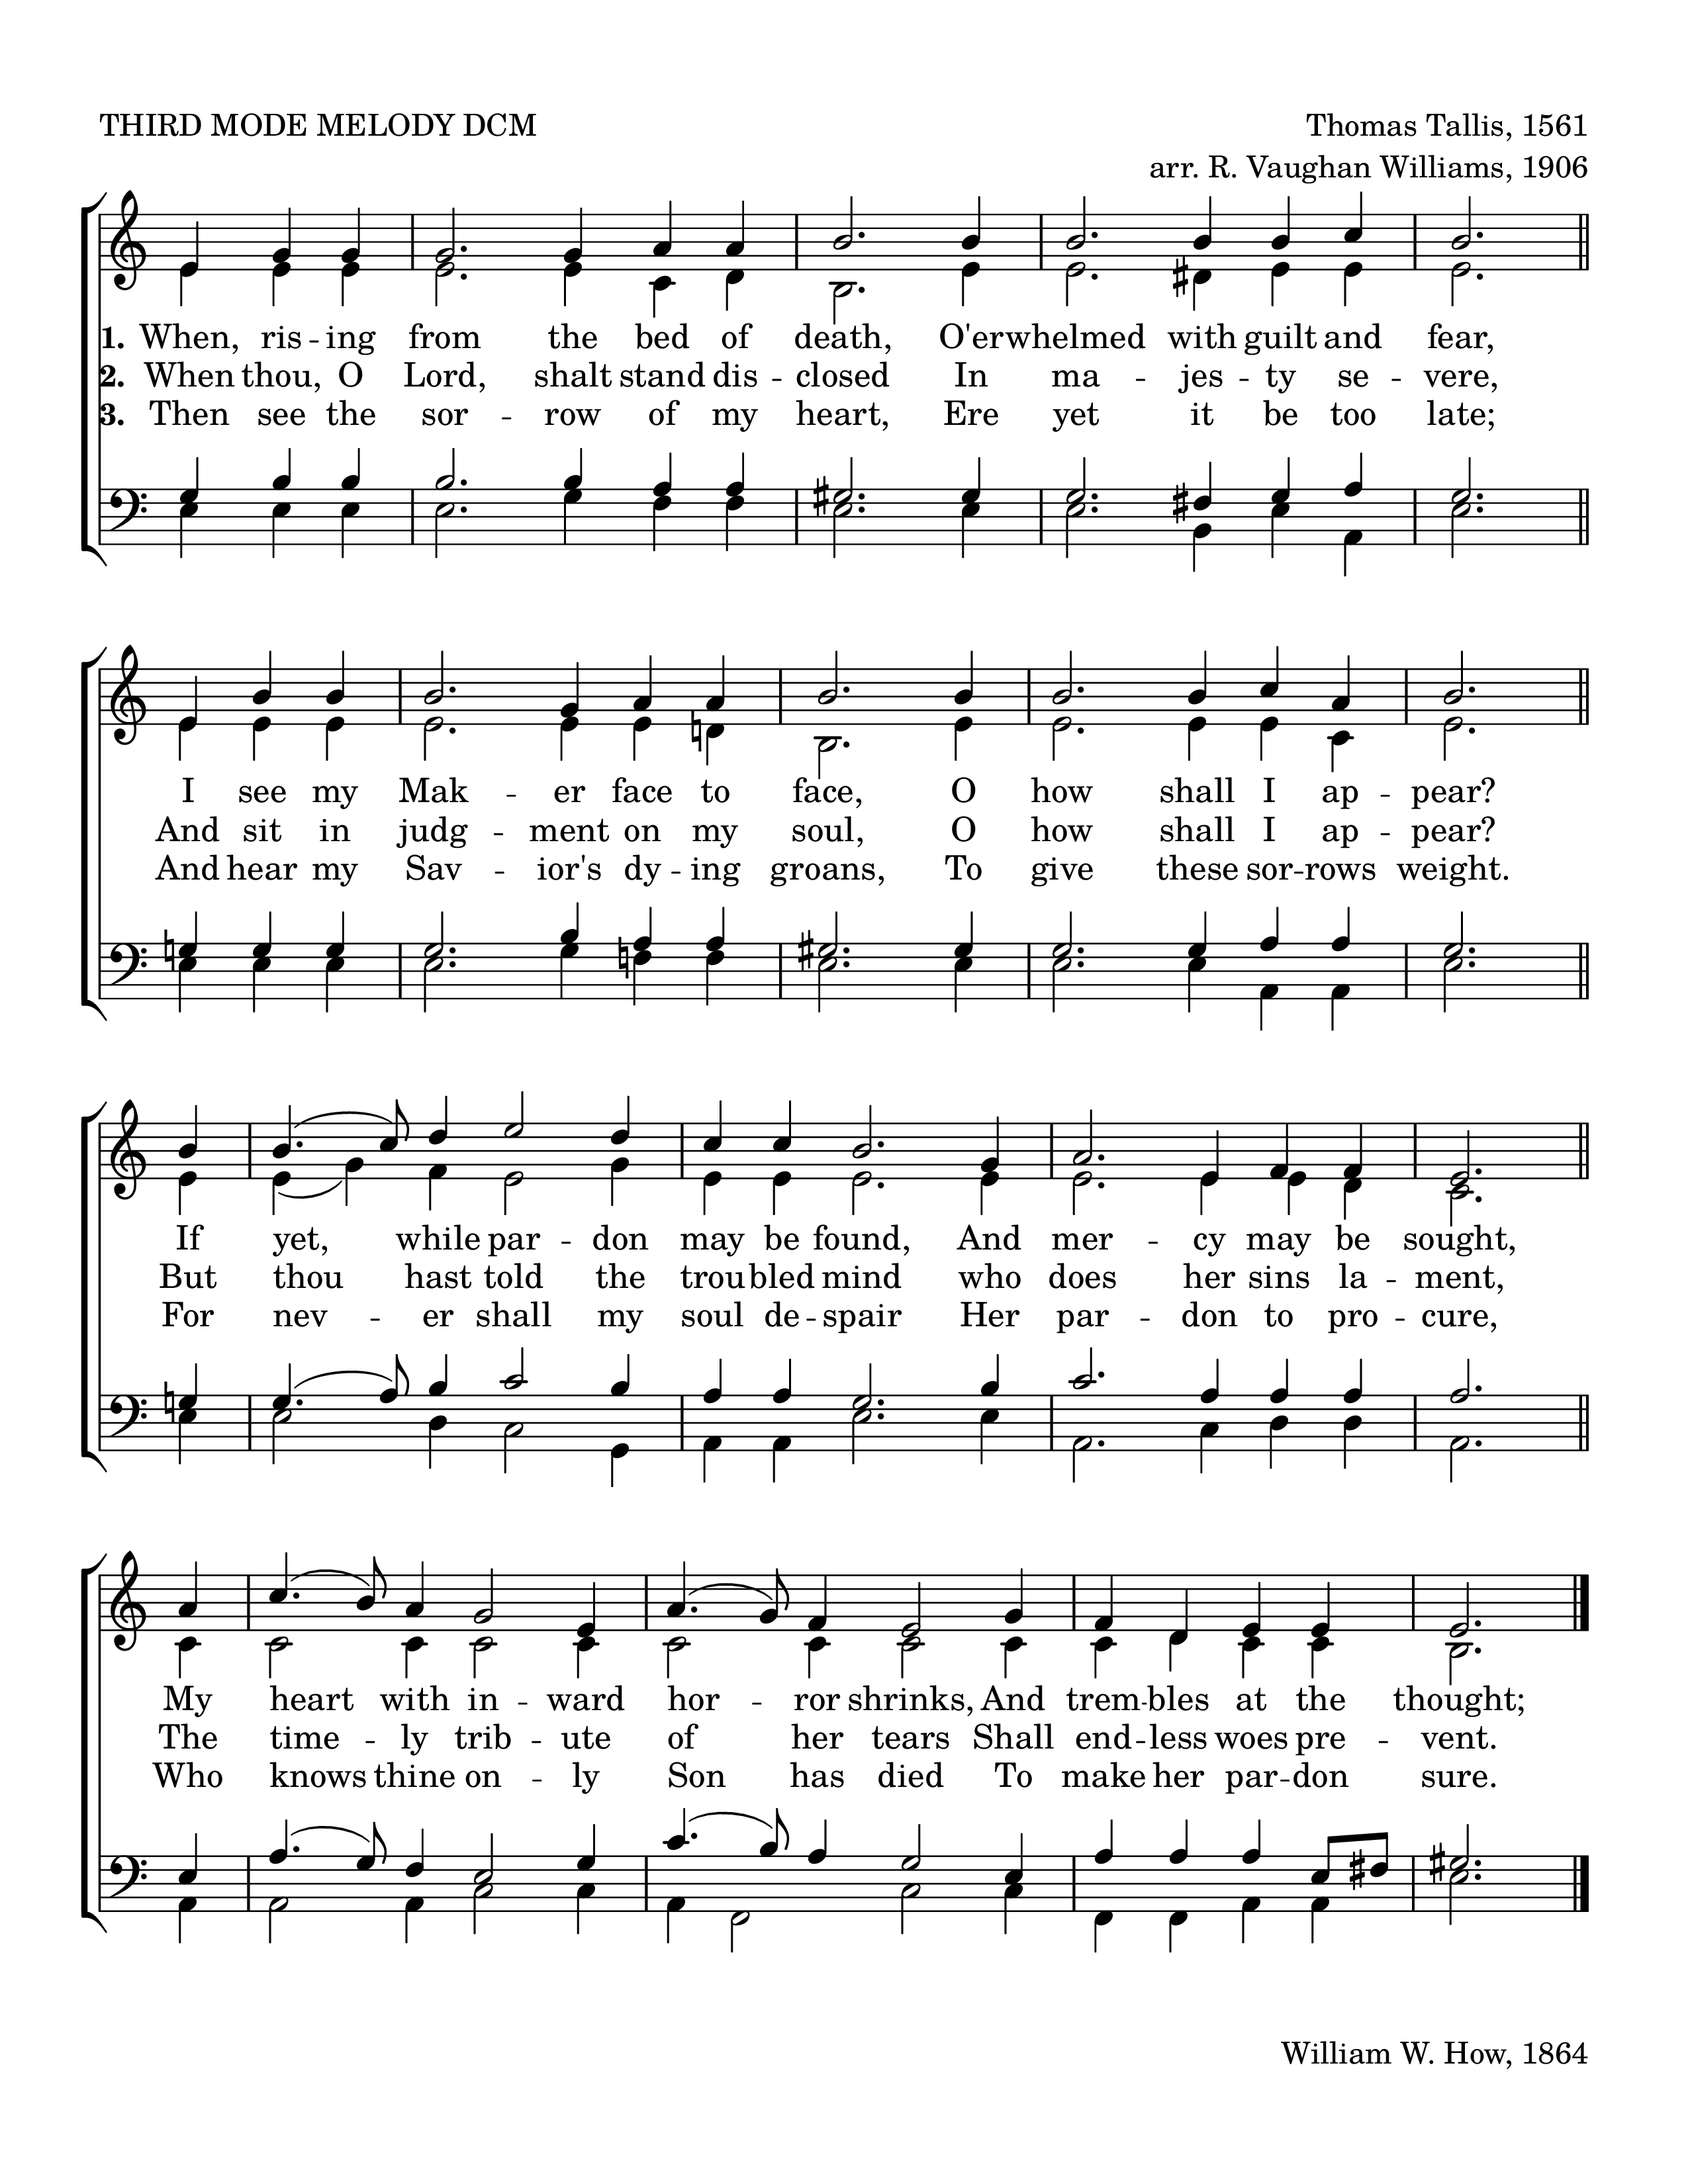 THIRD MODE MELODY DCM
Thomas Tallis, 1561
arr. R. Vaughan Williams, 1906
1. When, ris -- ing from the bed of death, O'erwhelmed with guilt and fear,
2. When thou, O Lord, shalt stand dis -- closed In ma -- jes -- ty se -- vere,
3. Then see the sor -- row of my heart, Ere yet it be too late;
I see my Mak -- er face to face, O how shall I ap -- pear?
And sit in judg -- ment on my soul, O how shall I ap -- pear?
And hear my Sav -- ior's dy -- ing groans, To give these sor -- rows weight.
If yet, while par -- don may be found, And mer -- cy may be sought,
But thou hast told the troubled mind who does her sins la -- ment,
For nev -- er shall my soul de -- spair Her par -- don to pro -- cure,
My heart with in -- ward hor -- ror shrinks, And trem -- bles at the thought;
The time -- ly trib -- ute of her tears Shall end -- less woes pre -- vent.
Who knows thine on -- ly Son has died To make her par -- don sure.
William W. How, 1864